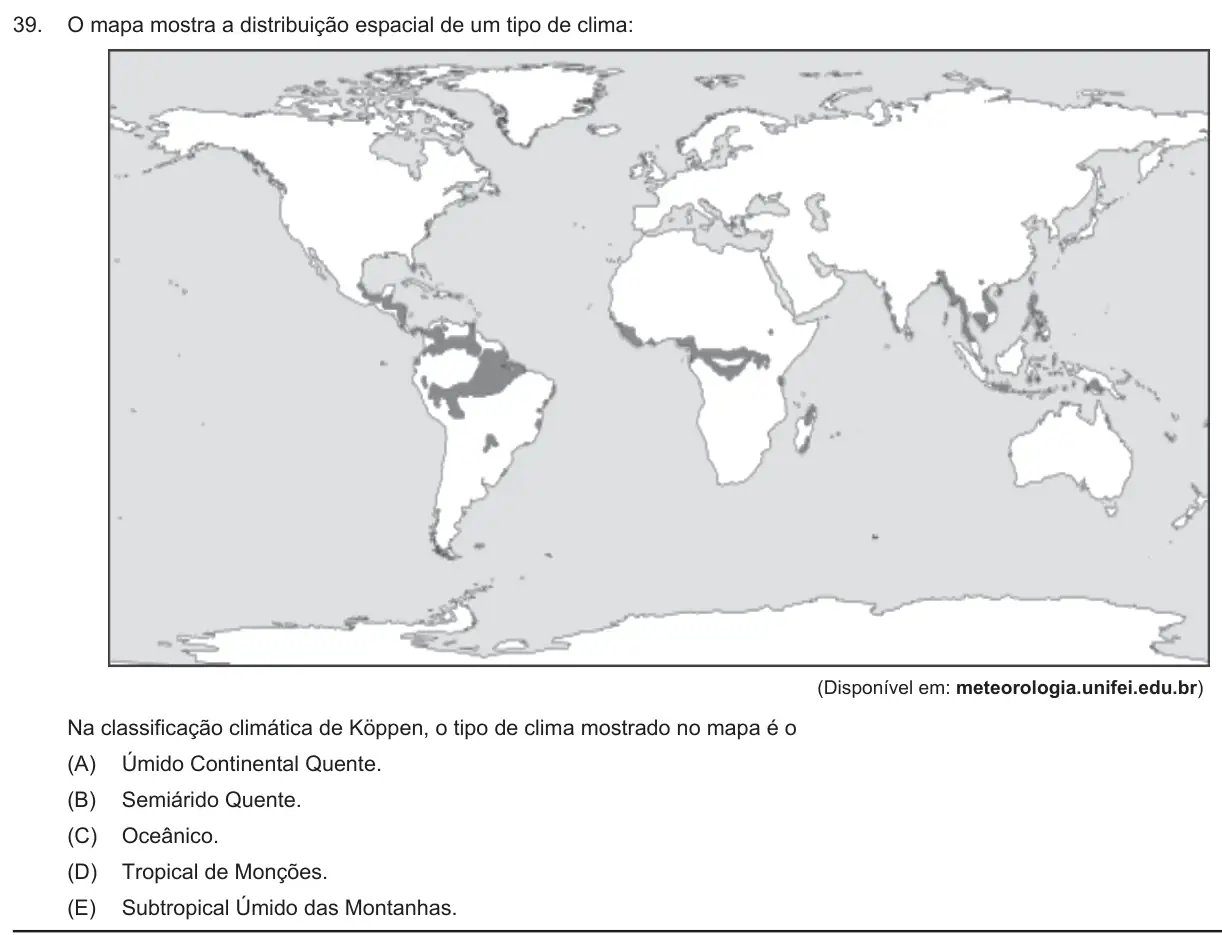 39. O mapa mostra a distribuição espacial de um tipo de clima:
(Disponível em: meteorologia.unifei.edu.br)
Na classificação climática de Köppen, o tipo de clima mostrado no mapa é o
(A) Úmido Continental Quente.
(B) Semiárido Quente.
(C) Oceânico.
(D) Tropical de Monções.
(E) Subtropical Úmido das Montanhas.